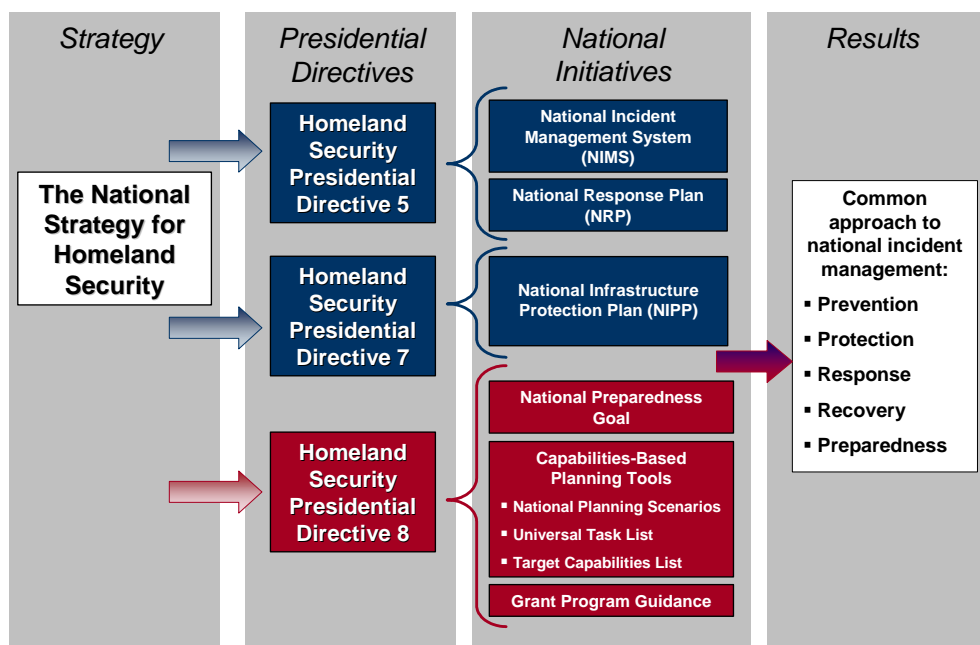 Strategy
The National
Strategy for
Homeland
Security
Presidential
Directives
Homeland
Security
Presidential
Directive 5
Homeland
Security
Presidential
Directive 7
Homeland
Security
Presidential
Directive 8
National
Initiatives
National Incident
Management System
(NIMS)
National Response Plan
(NRP)
National Infrastructure
Protection Plan (NIPP)
National Preparedness
Goal
Capabilities-Based
Planning Tools
▪ National Planning Scenarios
▪ Universal Task List
▪ Target Capabilities List
Grant Program Guidance
Results
Common
approach to
national incident
management:
▪ Prevention
▪ Protection
▪ Response
▪ Recovery
▪ Preparedness